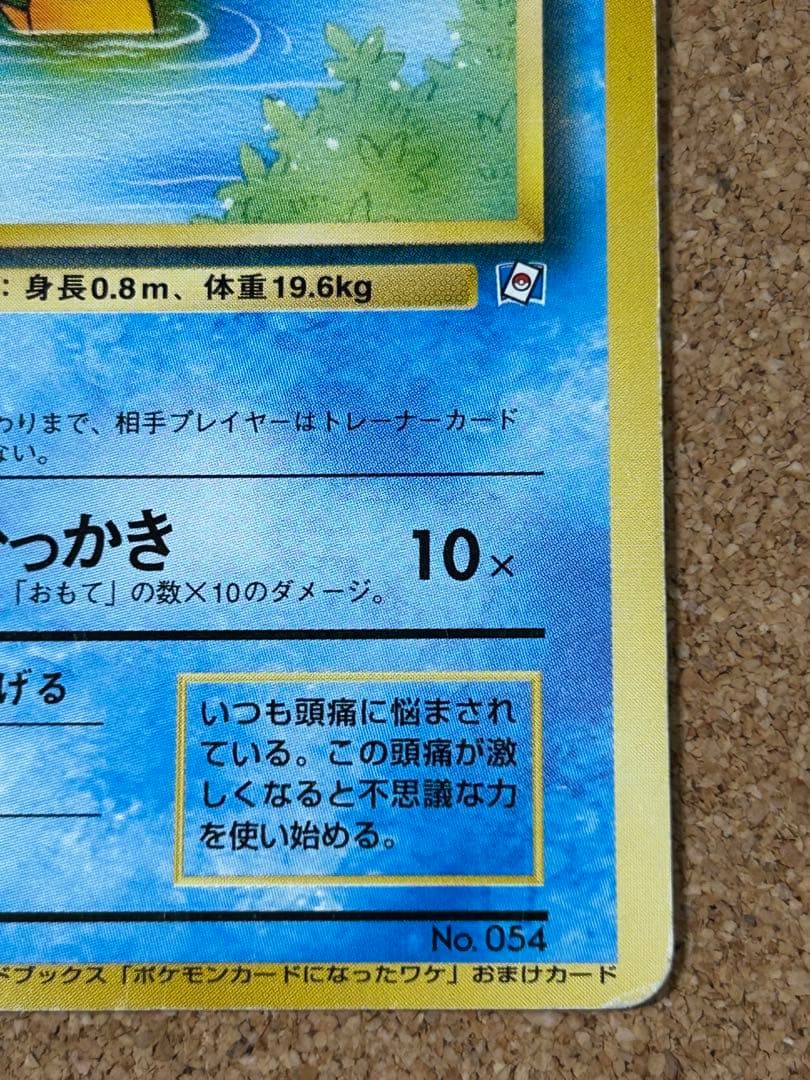 ：身長0.8m、体重19.6kg
わりまで、相手プレイヤーはトレーナーカード
ない。
っかき 10×
「おもて」の数×10のダメージ。
げる
いつも頭痛に悩まされ
ている。この頭痛が激
しくなると不思議な力
を使い始める。
No. 054
ドブックス「ポケモンカードになったワケ」おまけカード